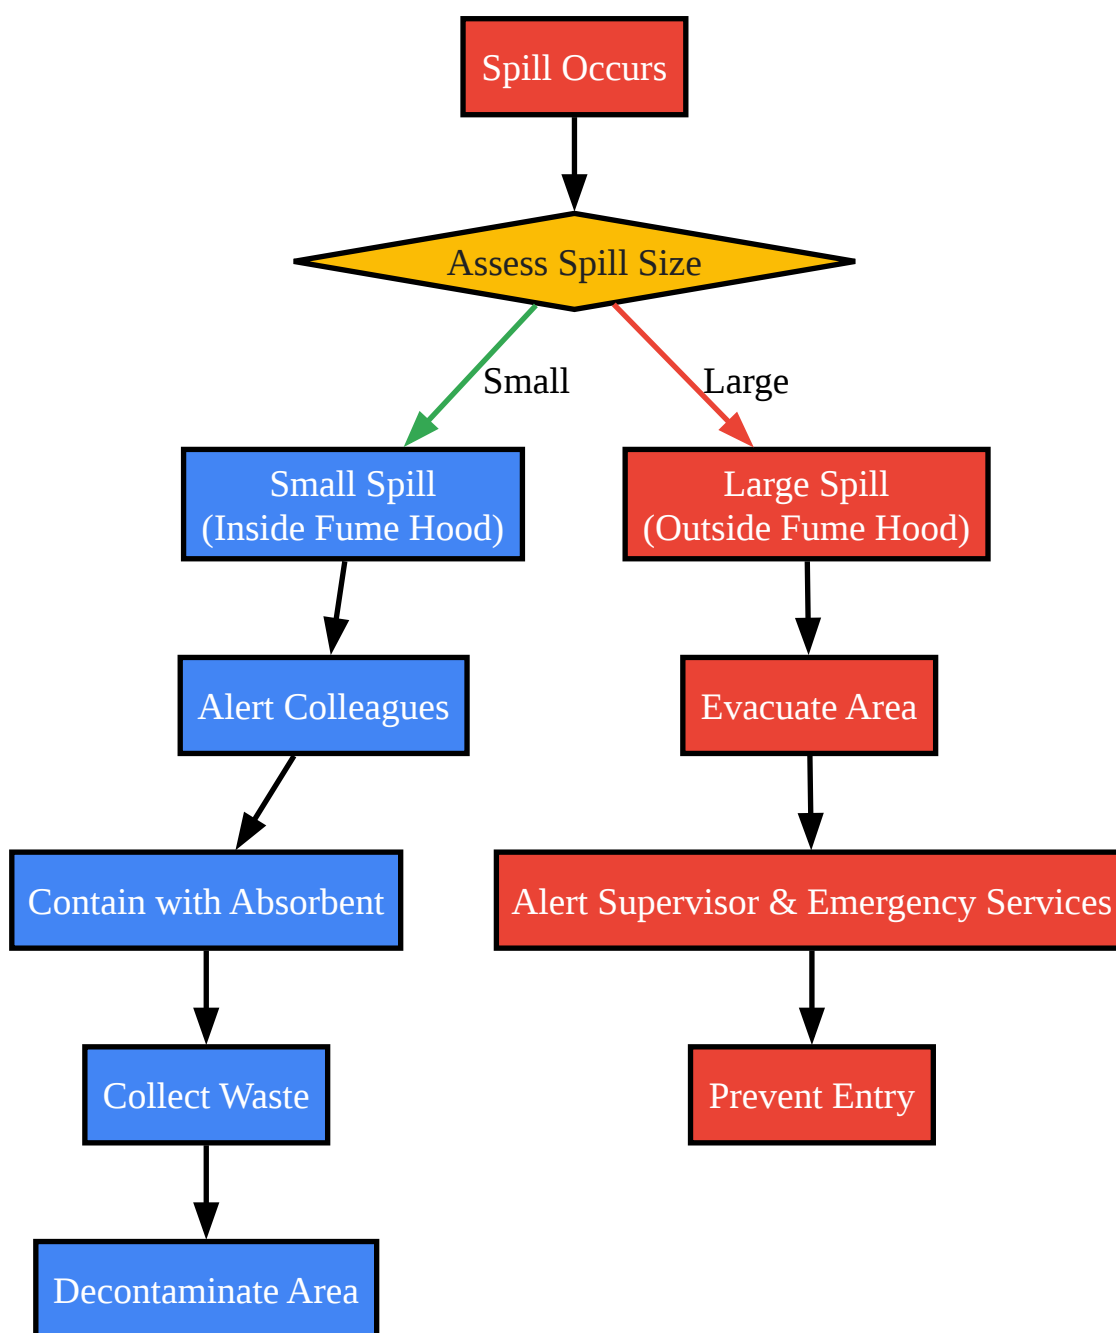 Spill Occurs
Assess Spill Size
Small
Large
Small Spill
(Inside Fume Hood)
Large Spill
(Outside Fume Hood)
Alert Colleagues
Evacuate Area
Contain with Absorbent
Alert Supervisor & Emergency Services
Collect Waste
Prevent Entry
Decontaminate Area